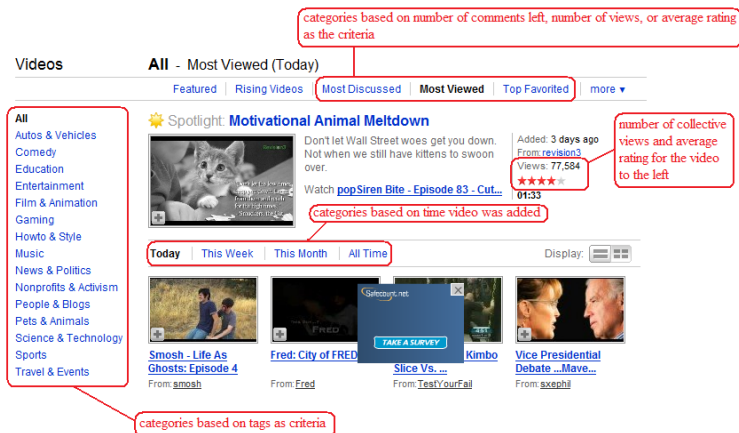 categories based on number of comments left, number of views, or average rating
as the criteria
Videos
All - Most Viewed (Today)
Featured Rising Videos Most Discussed Most Viewed Top Favorited more ▼
All
Autos & Vehicles
Comedy
Education
Entertainment
Film & Animation
Gaming
Howto & Style
Music
News & Politics
Nonprofits & Activism
People & Blogs
Pets & Animals
Science & Technology
Sports
Travel & Events
Spotlight: Motivational Animal Meltdown
Don't let Wall Street woes get you down.
Not when we still have kittens to swoon
over.
Watch popSiren Bite - Episode 83 - Cut...
Added: 3 days ago
From: revision3
Views: 77,584
01:33
number of collective
views and average
rating for the video
to the left
categories based on time video was added
Today This Week This Month All Time
Display:
Safecount.net
TAKE A SURVEY
FRED
Smosh - Life As
Ghosts: Episode 4
From: smosh
Fred: City of FRED
From: Fred
Kimbo
Slice Vs. ...
From: TestYourFail
Vice Presidential
Debate ...Mave...
From: sxephil
categories based on tags as criteria